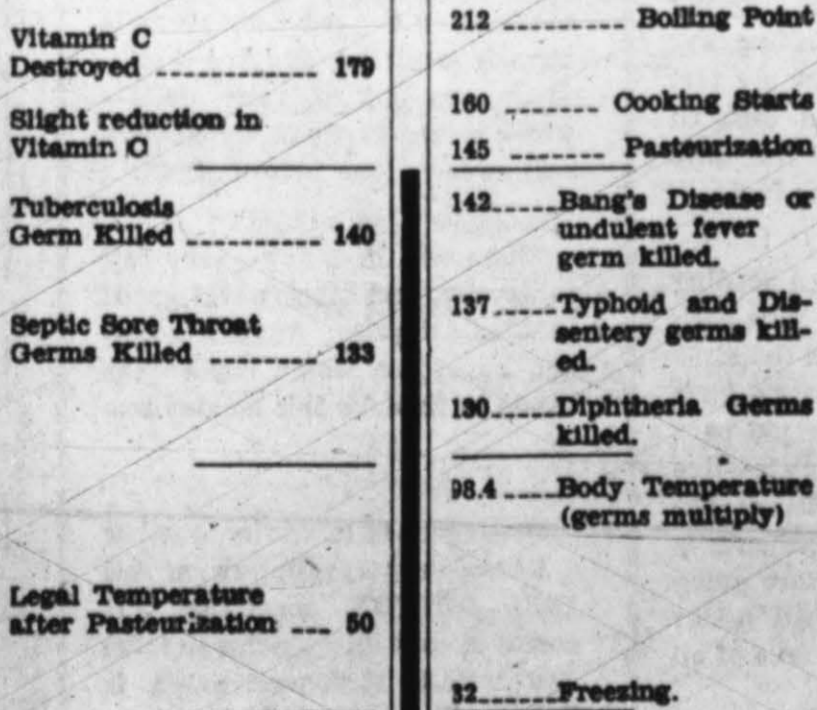 Vitamin C
Destroyed ------------ 179
Slight reduction in
Vitamin C
Tuberculosis
Germ Killed ---------- 140
Septic Sore Throat
Germs Killed -------- 133
Legal Temperature
after Pasteurization --- 50
212 --------- Boiling Point
160 ------- Cooking Starts
145 ------- Pasteurization
142-----Bang's Disease or
undulent fever
germ killed.
137-----Typhoid and Dis-
sentery germs kill-
ed.
130-----Diphtheria Germs
killed.
98.4-----Body Temperature
(germs multiply)
32-------Freezing.